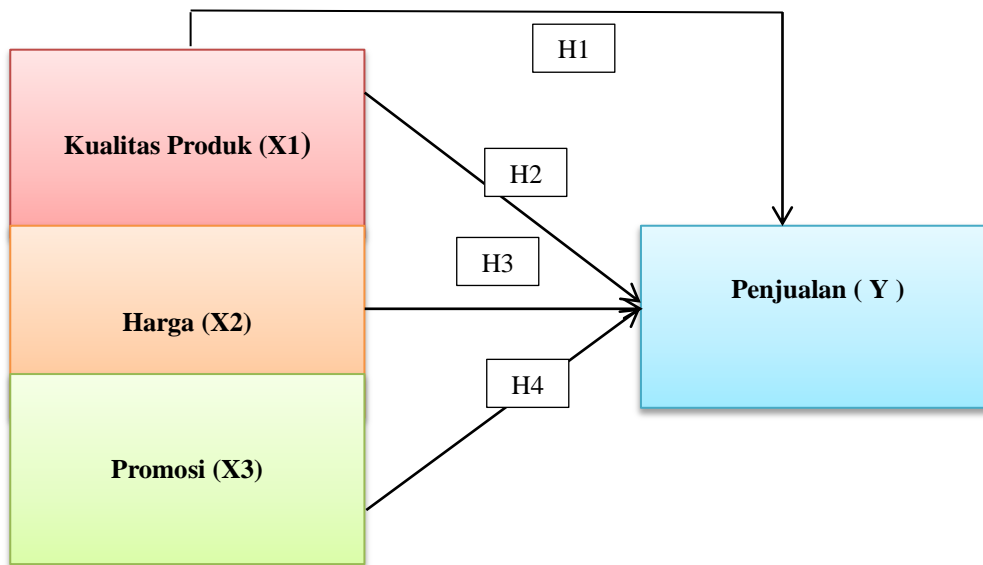 H1
Kualitas Produk (X1)
H2
H3
Penjualan ( Y )
Harga (X2)
H4
Promosi (X3)